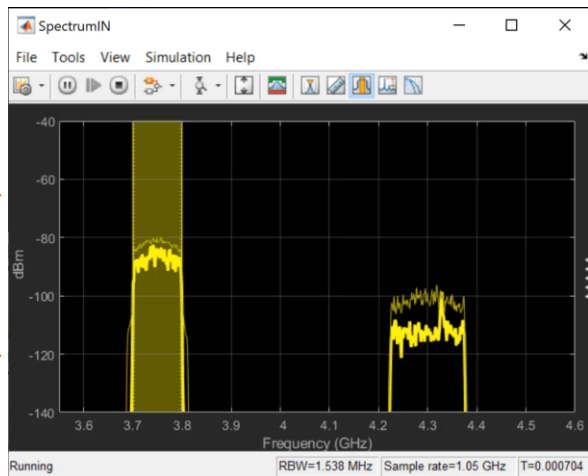 SpectrumIN
File Tools View Simulation Help
-40
-60
-80
-100
-120
-140
dBm
3.6 3.7 3.8 3.9 4 4.1 4.2 4.3 4.4 4.5 4.6
Frequency (GHz)
Running RBW=1.538 MHz Sample rate=1.05 GHz T=0.000704